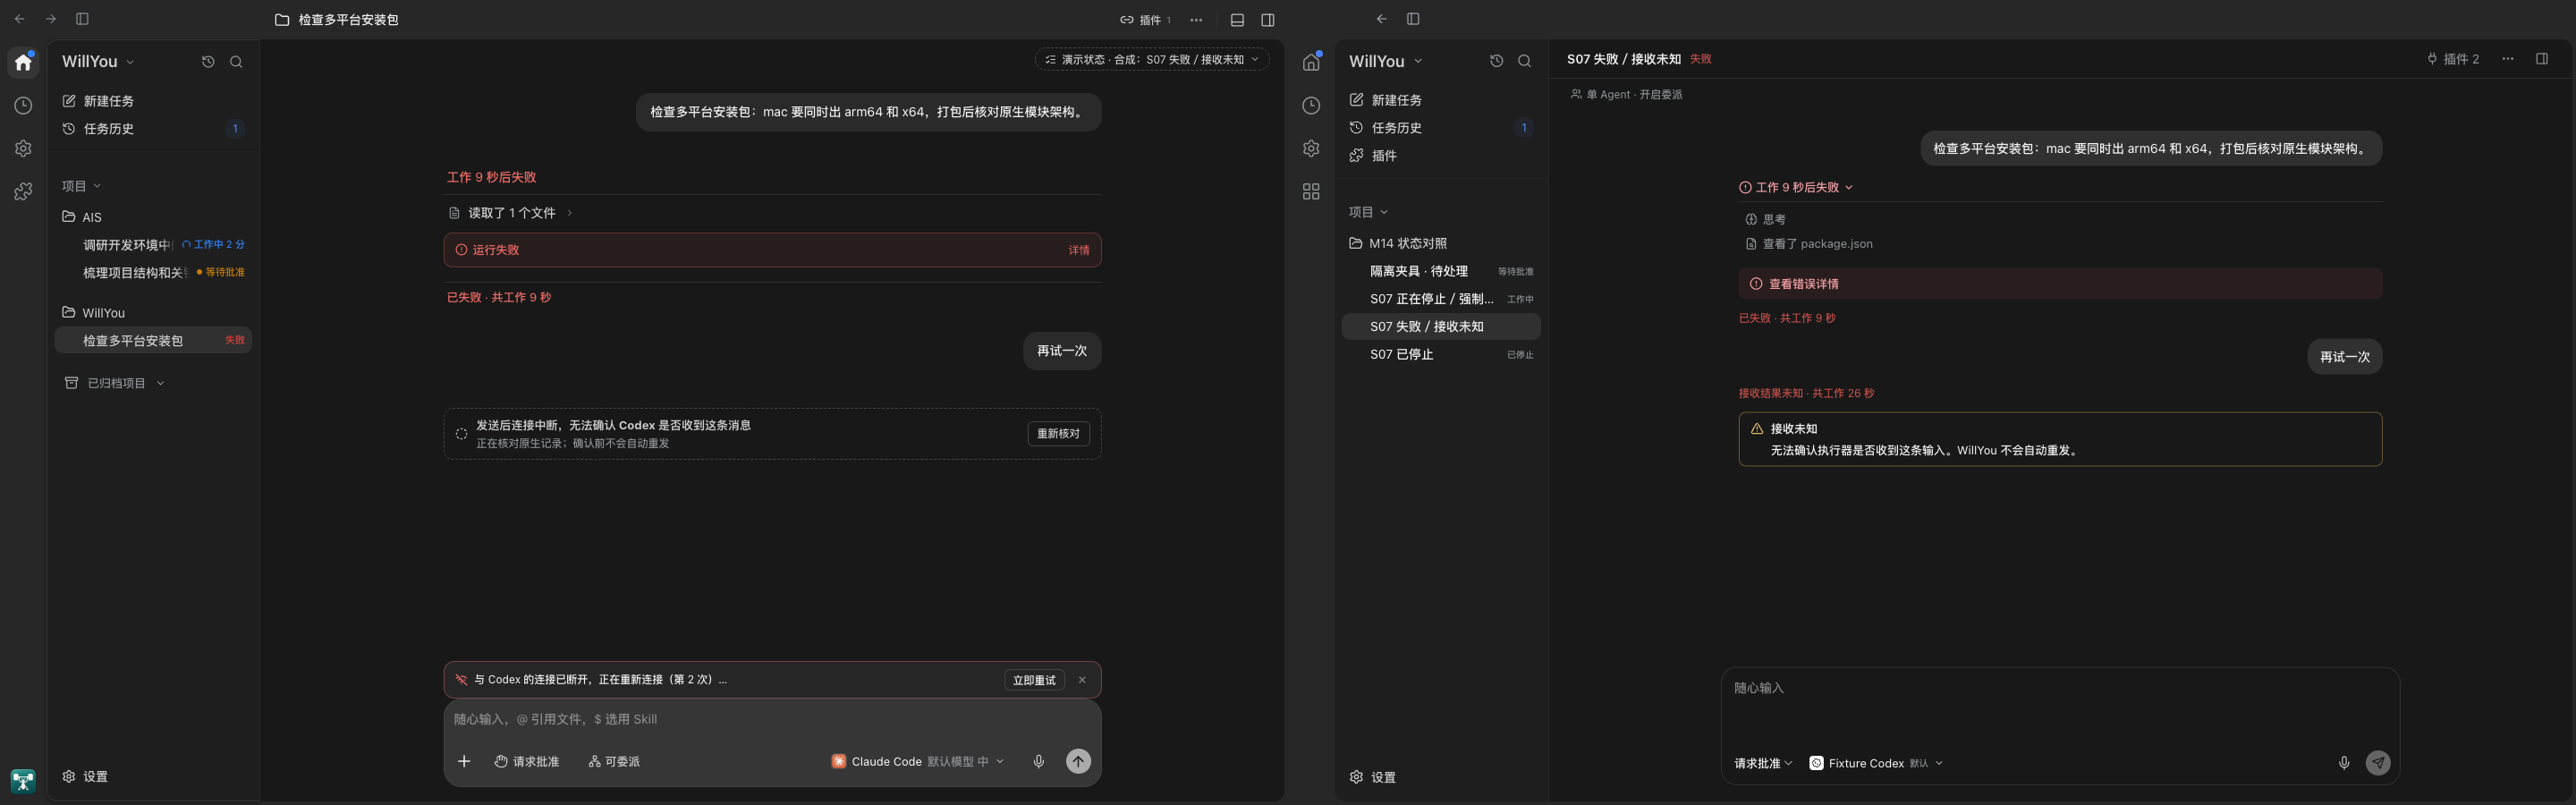 检查多平台安装包
插件 1
WillYou
新建任务
任务历史 1
项目
AIS
调研开发环境中 工作中 2 分
梳理项目结构和关 等待批准
WillYou
检查多平台安装包 失败
已归档项目
设置
演示状态 · 合成：S07 失败 / 接收未知
检查多平台安装包：mac 要同时出 arm64 和 x64，打包后核对原生模块架构。
工作 9 秒后失败
读取了 1 个文件
运行失败 详情
已失败 · 共工作 9 秒
再试一次
发送后连接中断，无法确认 Codex 是否收到这条消息
正在核对原生记录；确认前不会自动重发
重新核对
与 Codex 的连接已断开，正在重新连接（第 2 次）...
立即重试
随心输入，@ 引用文件，$ 选用 Skill
请求批准 可委派 Claude Code 默认模型 中
WillYou
新建任务
任务历史 1
插件
项目
M14 状态对照
隔离夹具 · 待处理 等待批准
S07 正在停止 / 强制... 工作中
S07 失败 / 接收未知
S07 已停止 已停止
设置
S07 失败 / 接收未知 失败
插件 2
单 Agent · 开启委派
检查多平台安装包：mac 要同时出 arm64 和 x64，打包后核对原生模块架构。
工作 9 秒后失败
思考
查看了 package.json
查看错误详情
已失败 · 共工作 9 秒
再试一次
接收结果未知 · 共工作 26 秒
接收未知
无法确认执行器是否收到这条输入。WillYou 不会自动重发。
随心输入
请求批准 Fixture Codex 默认